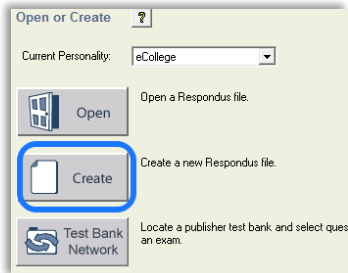 Open or Create ?
Current Personality: eCollege
Open
Open a Respondus file.
Create
Create a new Respondus file.
Test Bank
Network
Locate a publisher test bank and select ques
an exam.